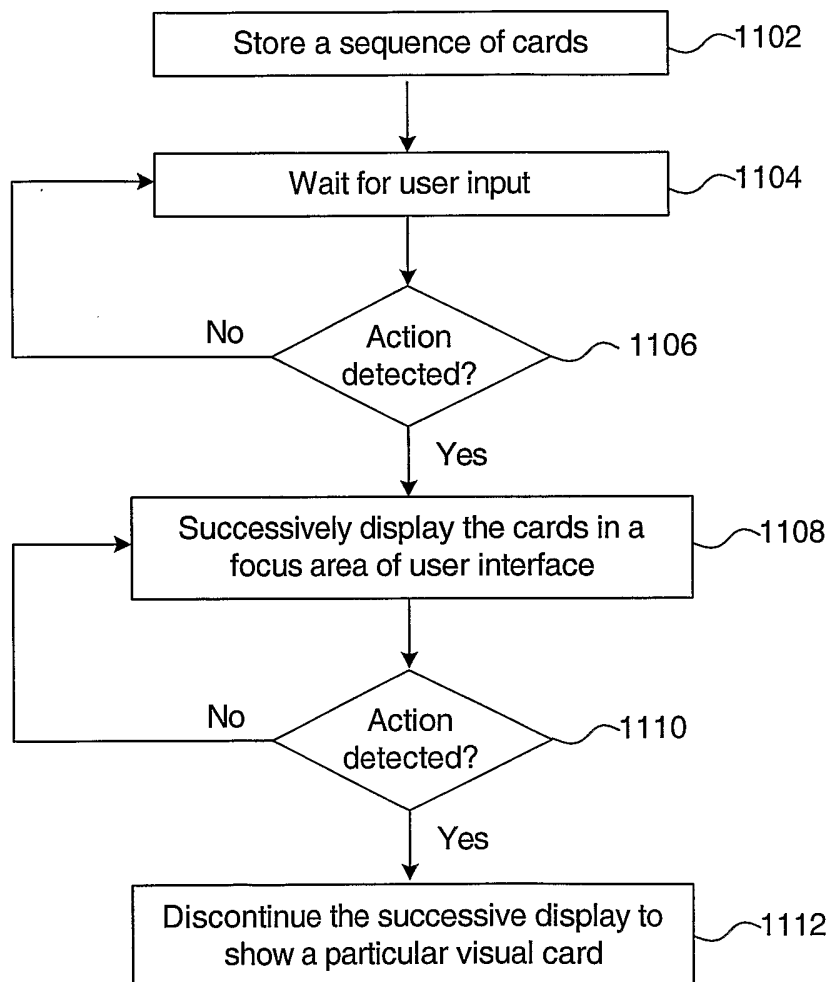 Store a sequence of cards
1102
Wait for user input
1104
No
Action
detected?
1106
Yes
Successively display the cards in a
focus area of user interface
1108
No
Action
detected?
1110
Yes
Discontinue the successive display to
show a particular visual card
1112